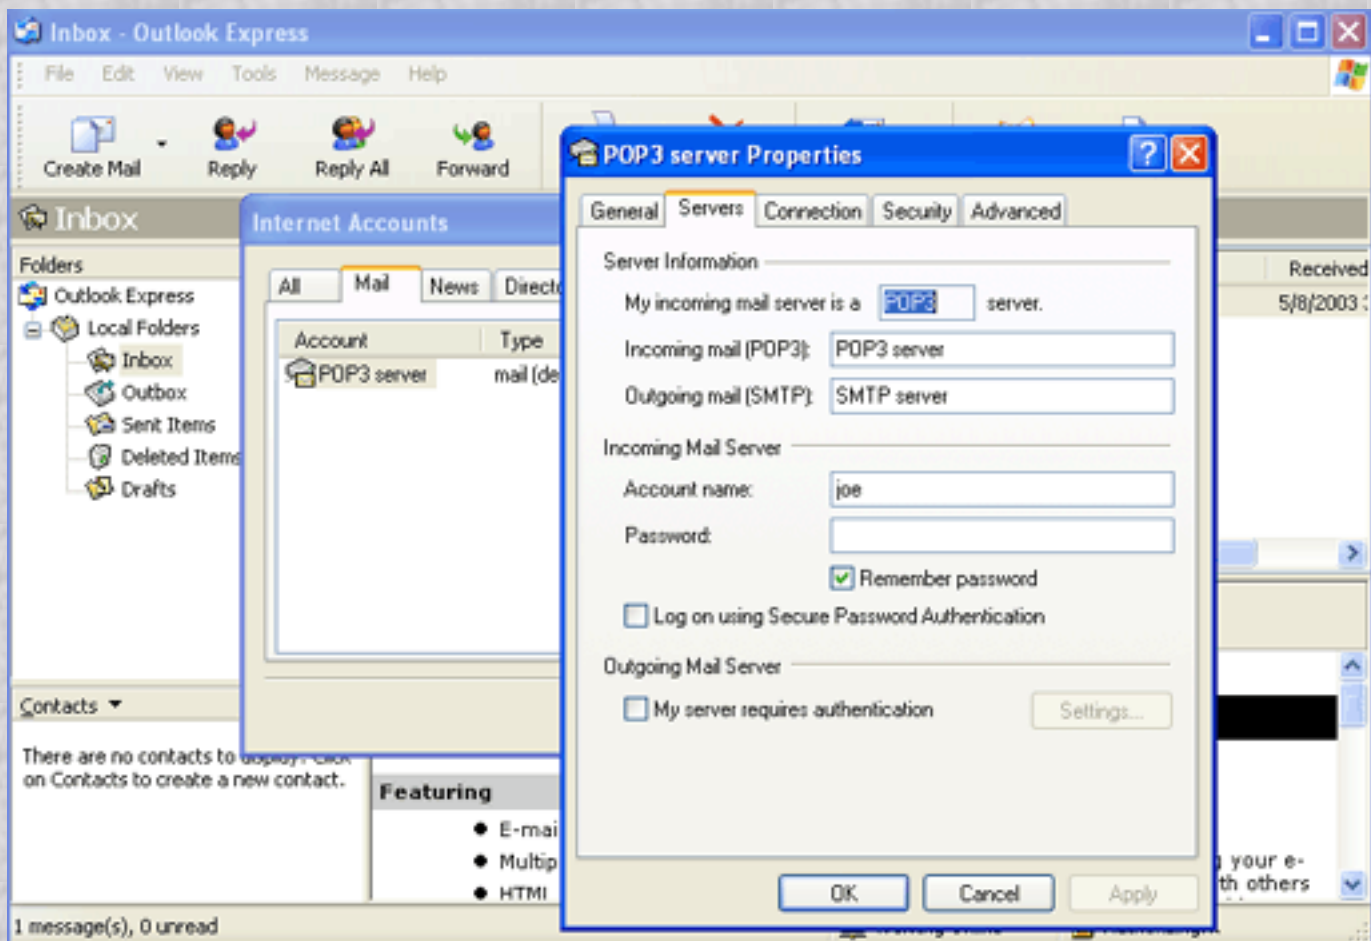 Inbox - Outlook Express
File Edit View Tools Message Help
Create Mail Reply Reply All Forward
Inbox
Folders
Outlook Express
Local Folders
Inbox
Outbox
Sent Items
Deleted Items
Drafts
Contacts
There are no contacts to display. Click
on Contacts to create a new contact.
1 message(s), 0 unread
Internet Accounts
All Mail News
Account Type
POP3 server mail
Received
5/8/2003
Featuring
HTML
your e-
others
POP3 server Properties
General Servers Connection Security Advanced
Server Information
My incoming mail server is a POP3 server.
Incoming mail (POP3): POP3 server
Outgoing mail (SMTP): SMTP server
Incoming Mail Server
Account name: joe
Password:
Remember password
Log on using Secure Password Authentication
Outgoing Mail Server
My server requires authentication Settings...
OK Cancel Apply